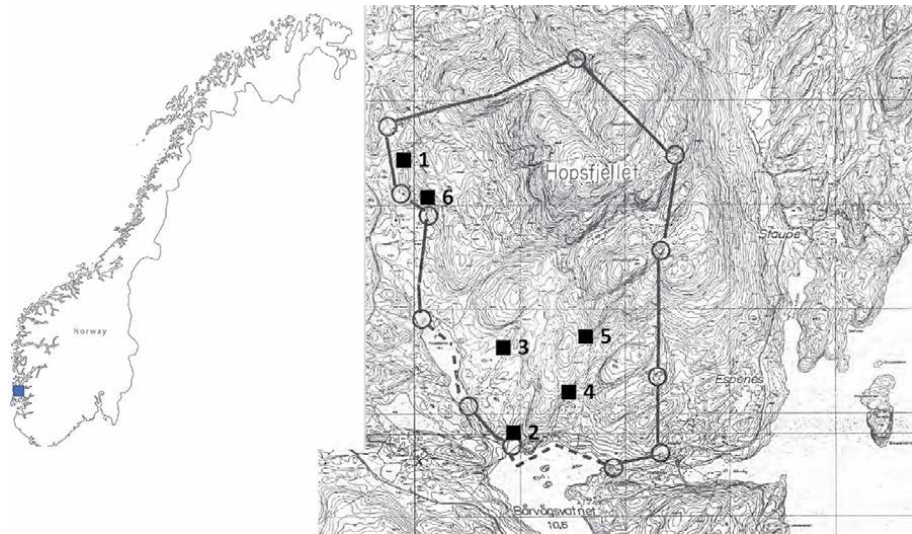 Norway
1
Hopsfjellet
6
Staupe
5
3
Espenes
4
2
Bårvågsvatnet
10,5